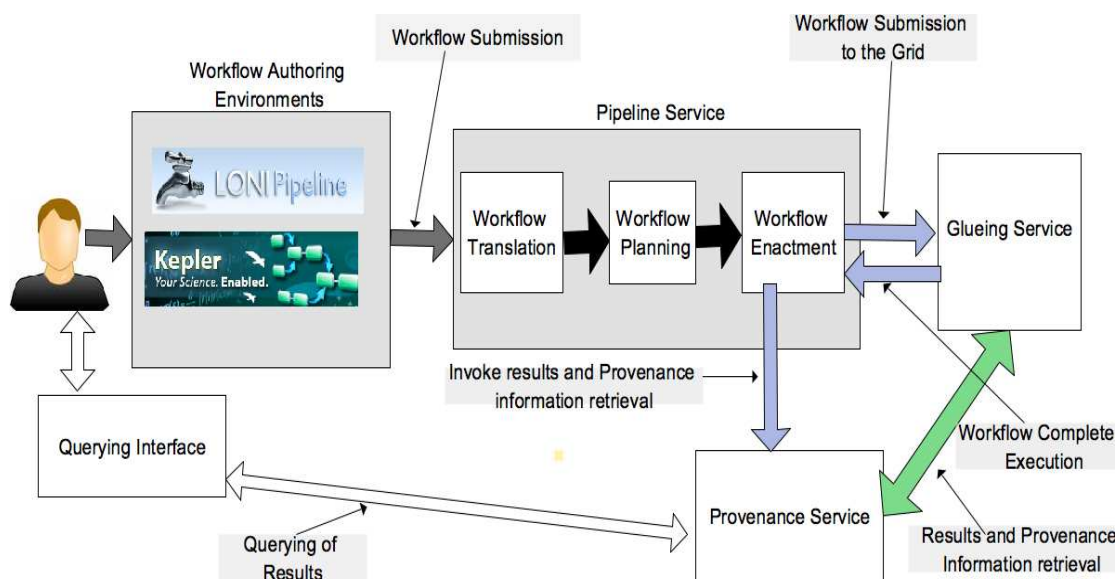 Workflow Submission
Workflow Submission
to the Grid
Workflow Authoring
Environments
Pipeline Service
LONI Pipeline
Kepler
Your Science. Enabled.
Workflow
Translation
Workflow
Planning
Workflow
Enactment
Glueing Service
Invoke results and Provenance
information retrieval
Querying Interface
Workflow Complete
Execution
Provenance Service
Querying of
Results
Results and Provenance
Information retrieval